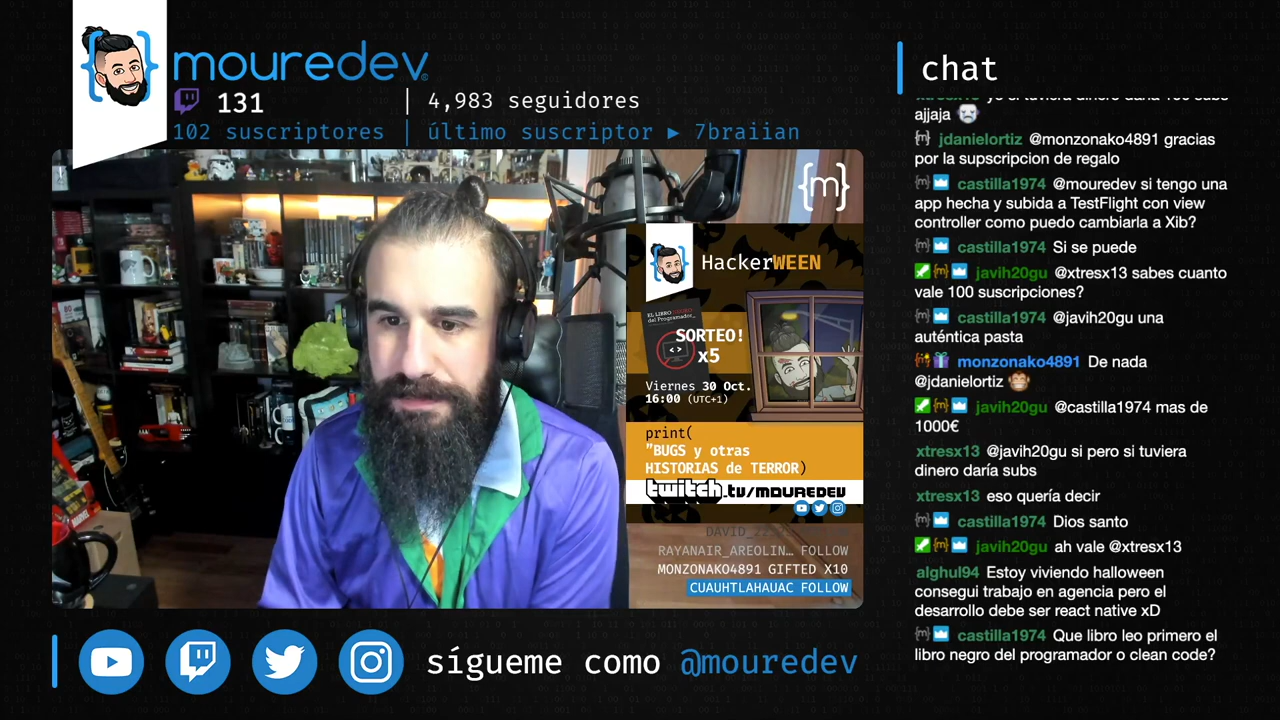 mouredev
131 | 4,983 seguidores
102 suscriptores | último suscriptor ▶ 7braiian
{m}
HackerWEEN
EL LIBRO NEGRO
del Programador_
SORTEO!
x5
Viernes 30 Oct.
16:00 (UTC+1)
print(
"BUGS y otras
HISTORIAS de TERROR)
twitch.tv/MOUREDEV
RAYANAIR_AREOLIN… FOLLOW
MONZONAKO4891 GIFTED X10
CUAUHTLAHAUAC FOLLOW
sígueme como @mouredev
chat
ajjaja
jdanielortiz @monzonako4891 gracias
por la supscripcion de regalo
castilla1974 @mouredev si tengo una
app hecha y subida a TestFlight con view
controller como puedo cambiarla a Xib?
castilla1974 Si se puede
javih20gu @xtresx13 sabes cuanto
vale 100 suscripciones?
castilla1974 @javih20gu una
auténtica pasta
monzonako4891 De nada
@jdanielortiz
javih20gu @castilla1974 mas de
1000€
xtresx13 @javih20gu si pero si tuviera
dinero daría subs
xtresx13 eso quería decir
castilla1974 Dios santo
javih20gu ah vale @xtresx13
alghul94 Estoy viviendo halloween
consegui trabajo en agencia pero el
desarrollo debe ser react native xD
castilla1974 Que libro leo primero el
libro negro del programador o clean code?